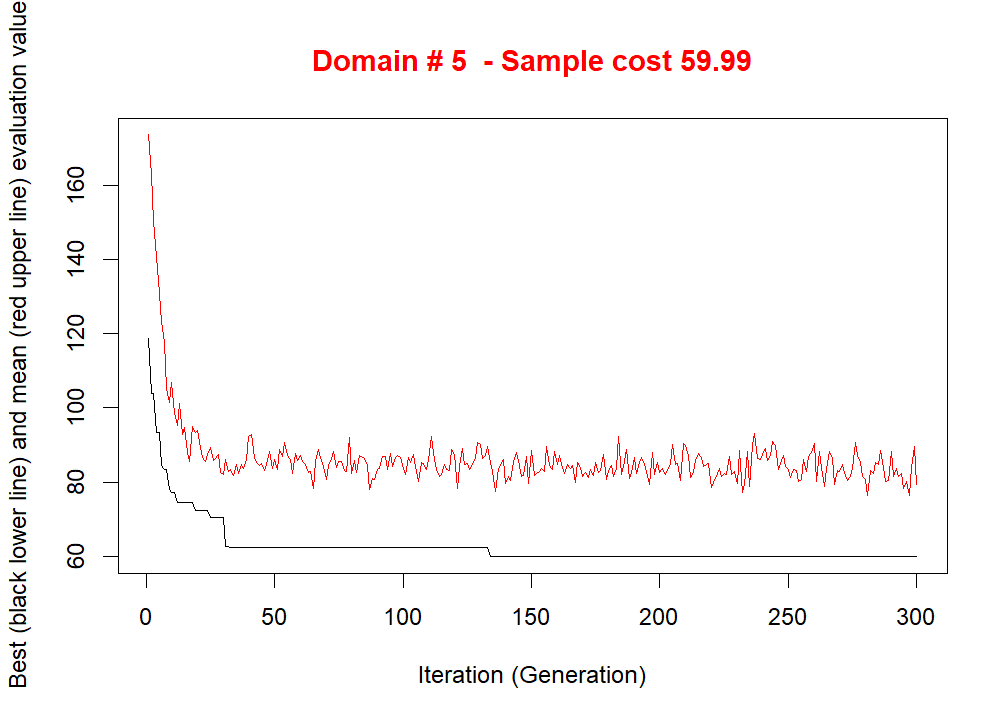 Domain # 5  - Sample cost 59.99
Best (black lower line) and mean (red upper line) evaluation value
160
140
120
100
80
60
0 50 100 150 200 250 300
Iteration (Generation)